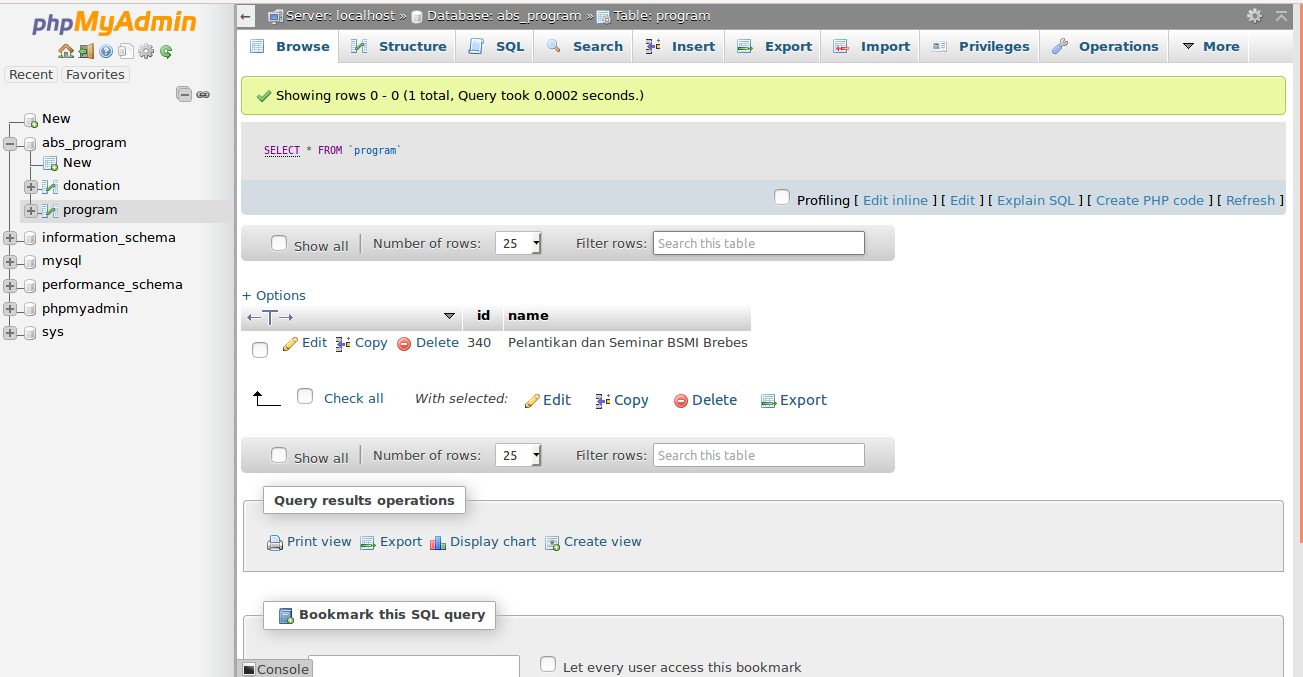 phpMyAdmin
Recent Favorites
New
abs_program
New
donation
program
information_schema
mysql
performance_schema
phpmyadmin
sys
Server: localhost » Database: abs_program » Table: program
Browse Structure SQL Search Insert Export Import Privileges Operations More
Showing rows 0 - 0 (1 total, Query took 0.0002 seconds.)
SELECT * FROM `program`
Profiling [ Edit inline ] [ Edit ] [ Explain SQL ] [ Create PHP code ] [ Refresh ]
Show all Number of rows: 25 Filter rows: Search this table
+ Options
←T→ id name
Edit Copy Delete 340 Pelantikan dan Seminar BSMI Brebes
Check all With selected: Edit Copy Delete Export
Show all Number of rows: 25 Filter rows: Search this table
Query results operations
Print view Export Display chart Create view
Bookmark this SQL query
Let every user access this bookmark
Console